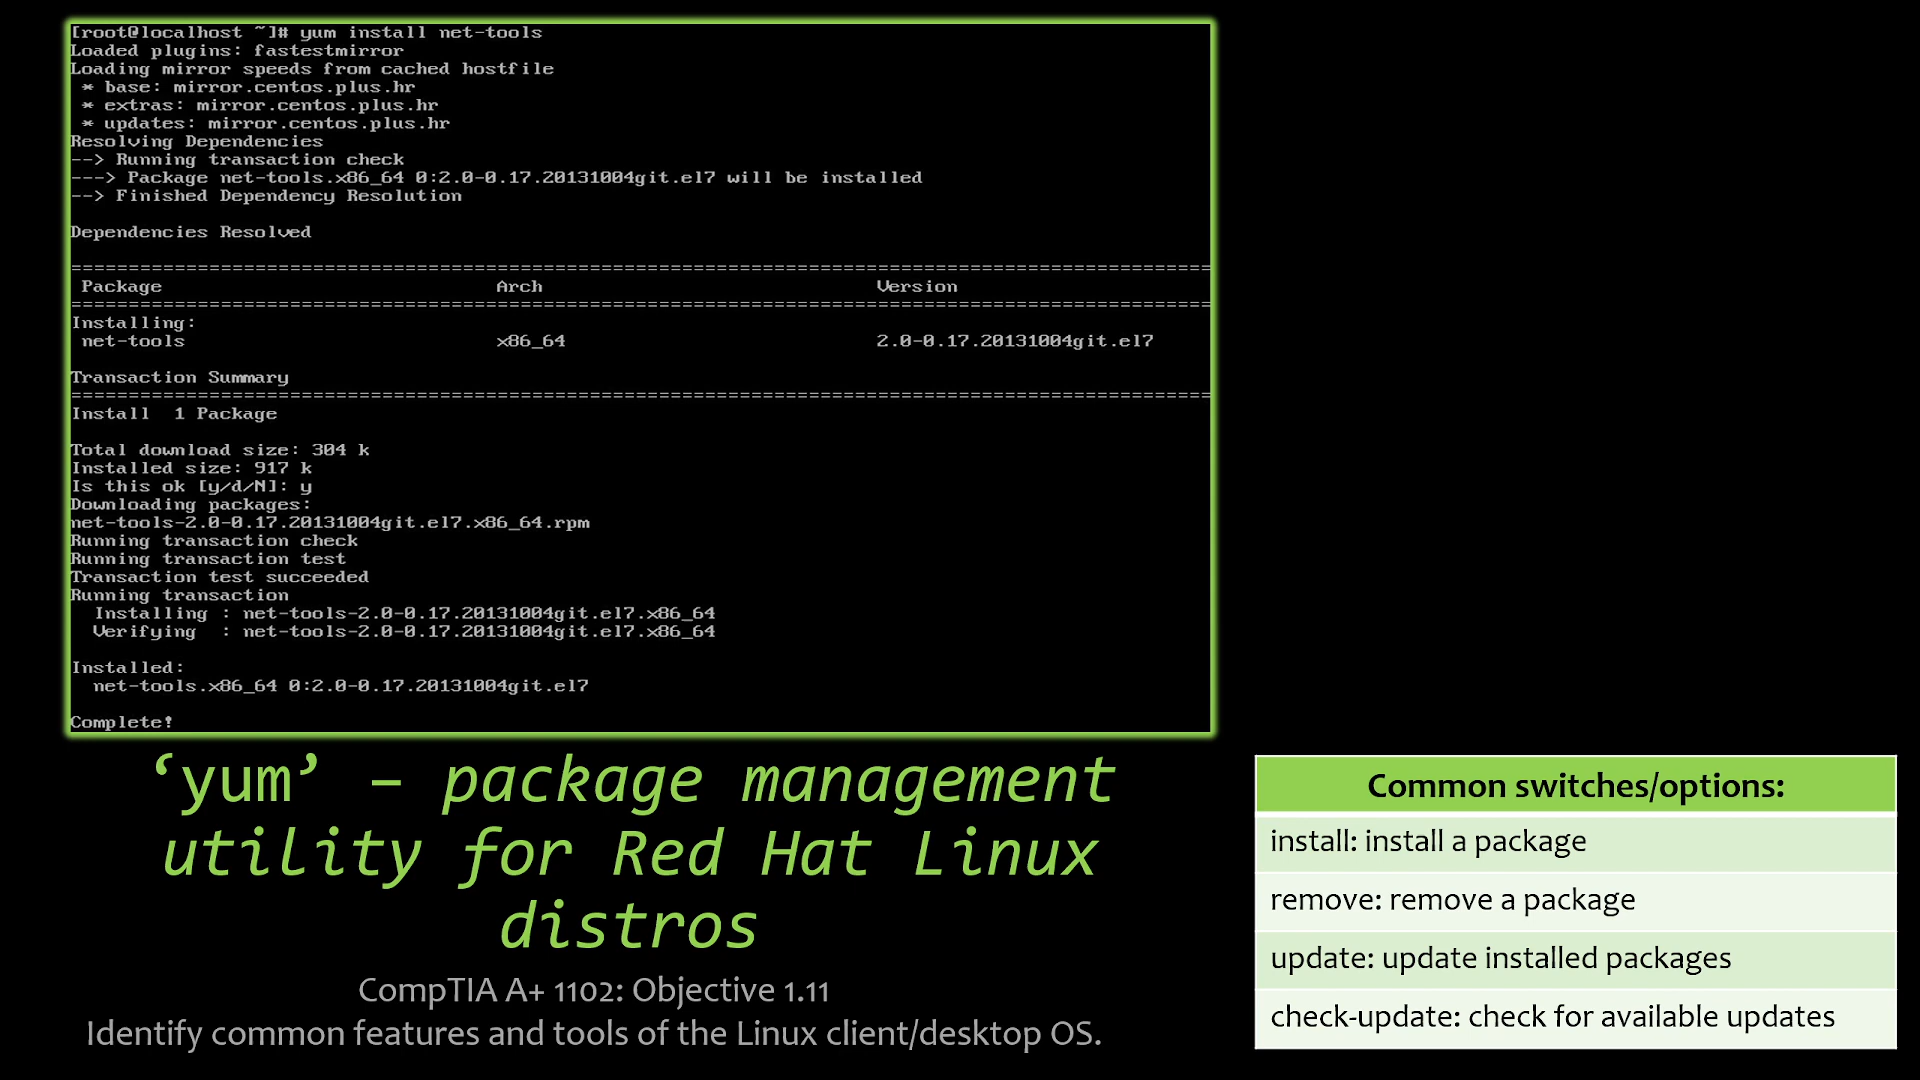 [root@localhost ~]# yum install net-tools
Loaded plugins: fastestmirror
Loading mirror speeds from cached hostfile
 * base: mirror.centos.plus.hr
 * extras: mirror.centos.plus.hr
 * updates: mirror.centos.plus.hr
Resolving Dependencies
--> Running transaction check
---> Package net-tools.x86_64 0:2.0-0.17.20131004git.el7 will be installed
--> Finished Dependency Resolution
Dependencies Resolved
Package Arch Version
Installing:
 net-tools x86_64 2.0-0.17.20131004git.el7
Transaction Summary
Install 1 Package
Total download size: 304 k
Installed size: 917 k
Is this ok [y/d/N]: y
Downloading packages:
net-tools-2.0-0.17.20131004git.el7.x86_64.rpm
Running transaction check
Running transaction test
Transaction test succeeded
Running transaction
  Installing : net-tools-2.0-0.17.20131004git.el7.x86_64
  Verifying  : net-tools-2.0-0.17.20131004git.el7.x86_64
Installed:
  net-tools.x86_64 0:2.0-0.17.20131004git.el7
Complete!
‘yum’ – package management
utility for Red Hat Linux
distros
CompTIA A+ 1102: Objective 1.11
Identify common features and tools of the Linux client/desktop OS.
Common switches/options:
install: install a package
remove: remove a package
update: update installed packages
check-update: check for available updates